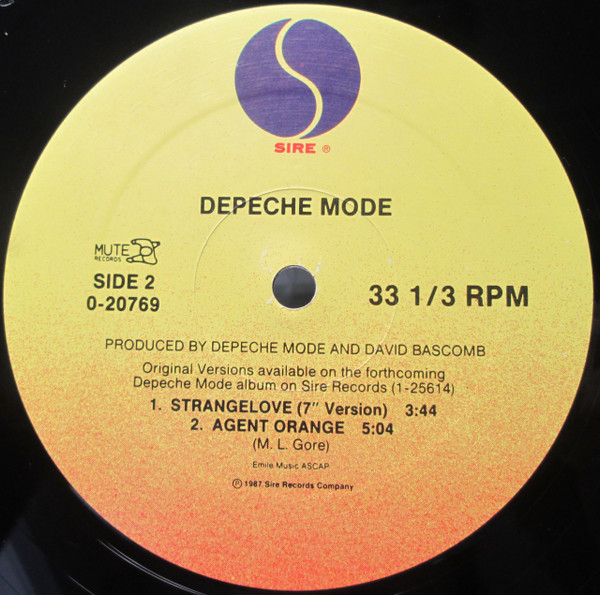 SIRE ®
DEPECHE MODE
MUTE
RECORDS
SIDE 2
0-20769
33 1/3 RPM
PRODUCED BY DEPECHE MODE AND DAVID BASCOMB
Original Versions available on the forthcoming
Depeche Mode album on Sire Records (1-25614)
1. STRANGELOVE (7" Version) 3:44
2. AGENT ORANGE 5:04
(M. L. Gore)
Emile Music ASCAP
℗ 1987 Sire Records Company